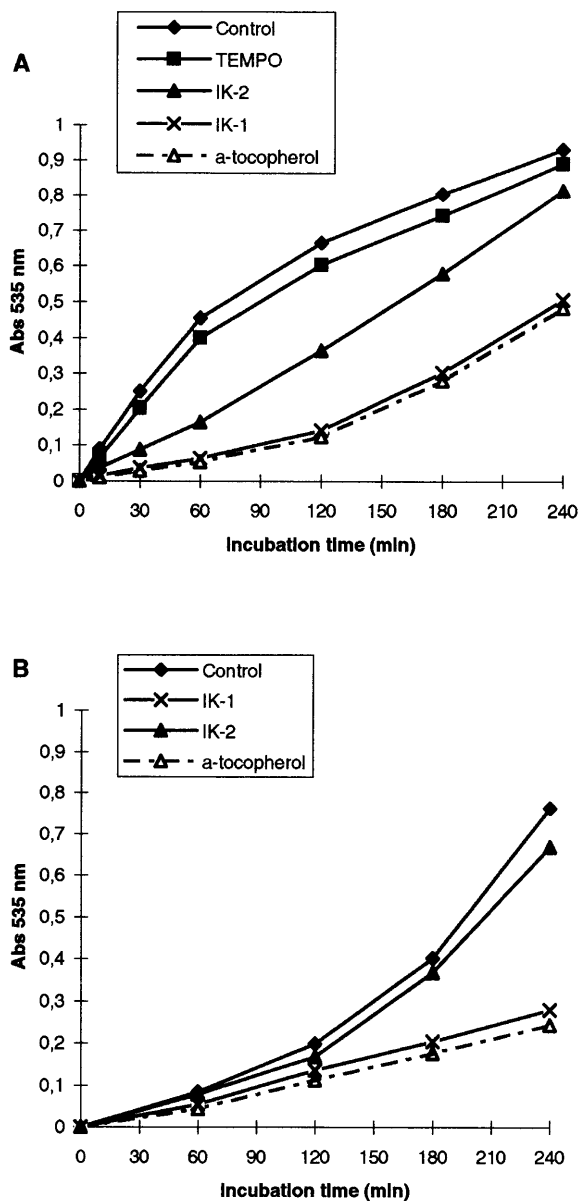 A
Control
TEMPO
IK-2
IK-1
a-tocopherol
1
0,9
0,8
0,7
0,6
0,5
0,4
0,3
0,2
0,1
0
Abs 535 nm
0 30 60 90 120 150 180 210 240
Incubation time (min)
B
Control
IK-1
IK-2
a-tocopherol
1
0,9
0,8
0,7
0,6
0,5
0,4
0,3
0,2
0,1
0
Abs 535 nm
0 30 60 90 120 150 180 210 240
Incubation time (min)